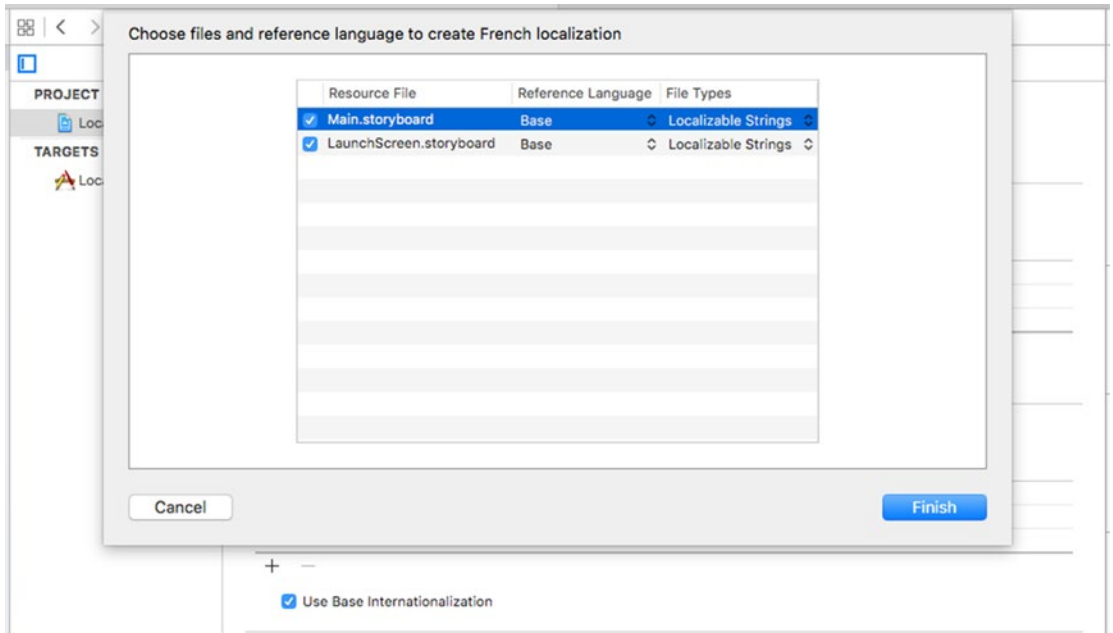 Choose files and reference language to create French localization
PROJECT
Loc
TARGETS
Loc
Resource File Reference Language File Types
Main.storyboard Base Localizable Strings
LaunchScreen.storyboard Base Localizable Strings
Cancel Finish
Use Base Internationalization